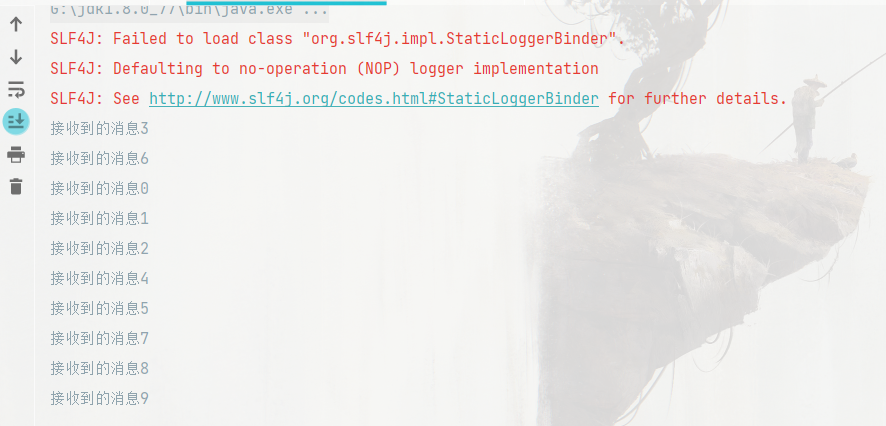 G:\jdk1.8.0_77\bin\java.exe ...
SLF4J: Failed to load class "org.slf4j.impl.StaticLoggerBinder".
SLF4J: Defaulting to no-operation (NOP) logger implementation
SLF4J: See http://www.slf4j.org/codes.html#StaticLoggerBinder for further details.
接收到的消息3
接收到的消息6
接收到的消息0
接收到的消息1
接收到的消息2
接收到的消息4
接收到的消息5
接收到的消息7
接收到的消息8
接收到的消息9